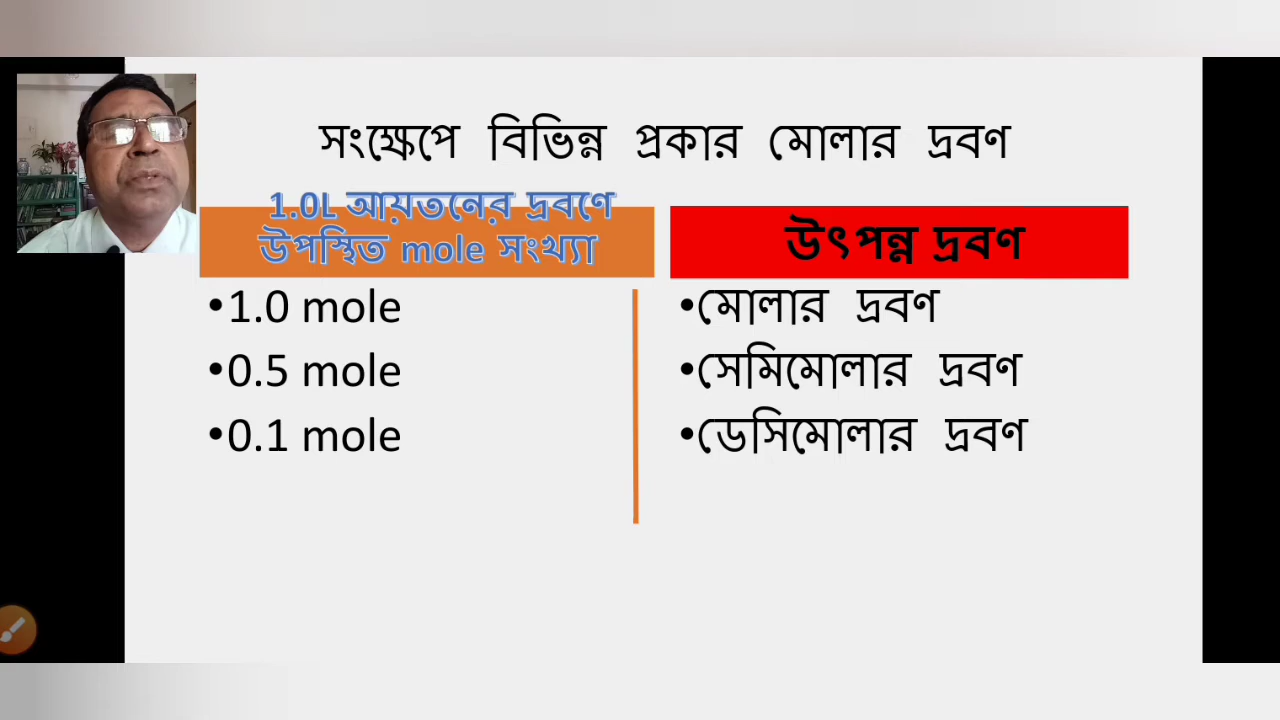 সংক্ষেপে বিভিন্ন প্রকার মোলার দ্রবণ
1.0L আয়তনের দ্রবণে
উপস্থিত mole সংখ্যা
উৎপন্ন দ্রবণ
•1.0 mole
•0.5 mole
•0.1 mole
•মোলার দ্রবণ
•সেমিমোলার দ্রবণ
•ডেসিমোলার দ্রবণ